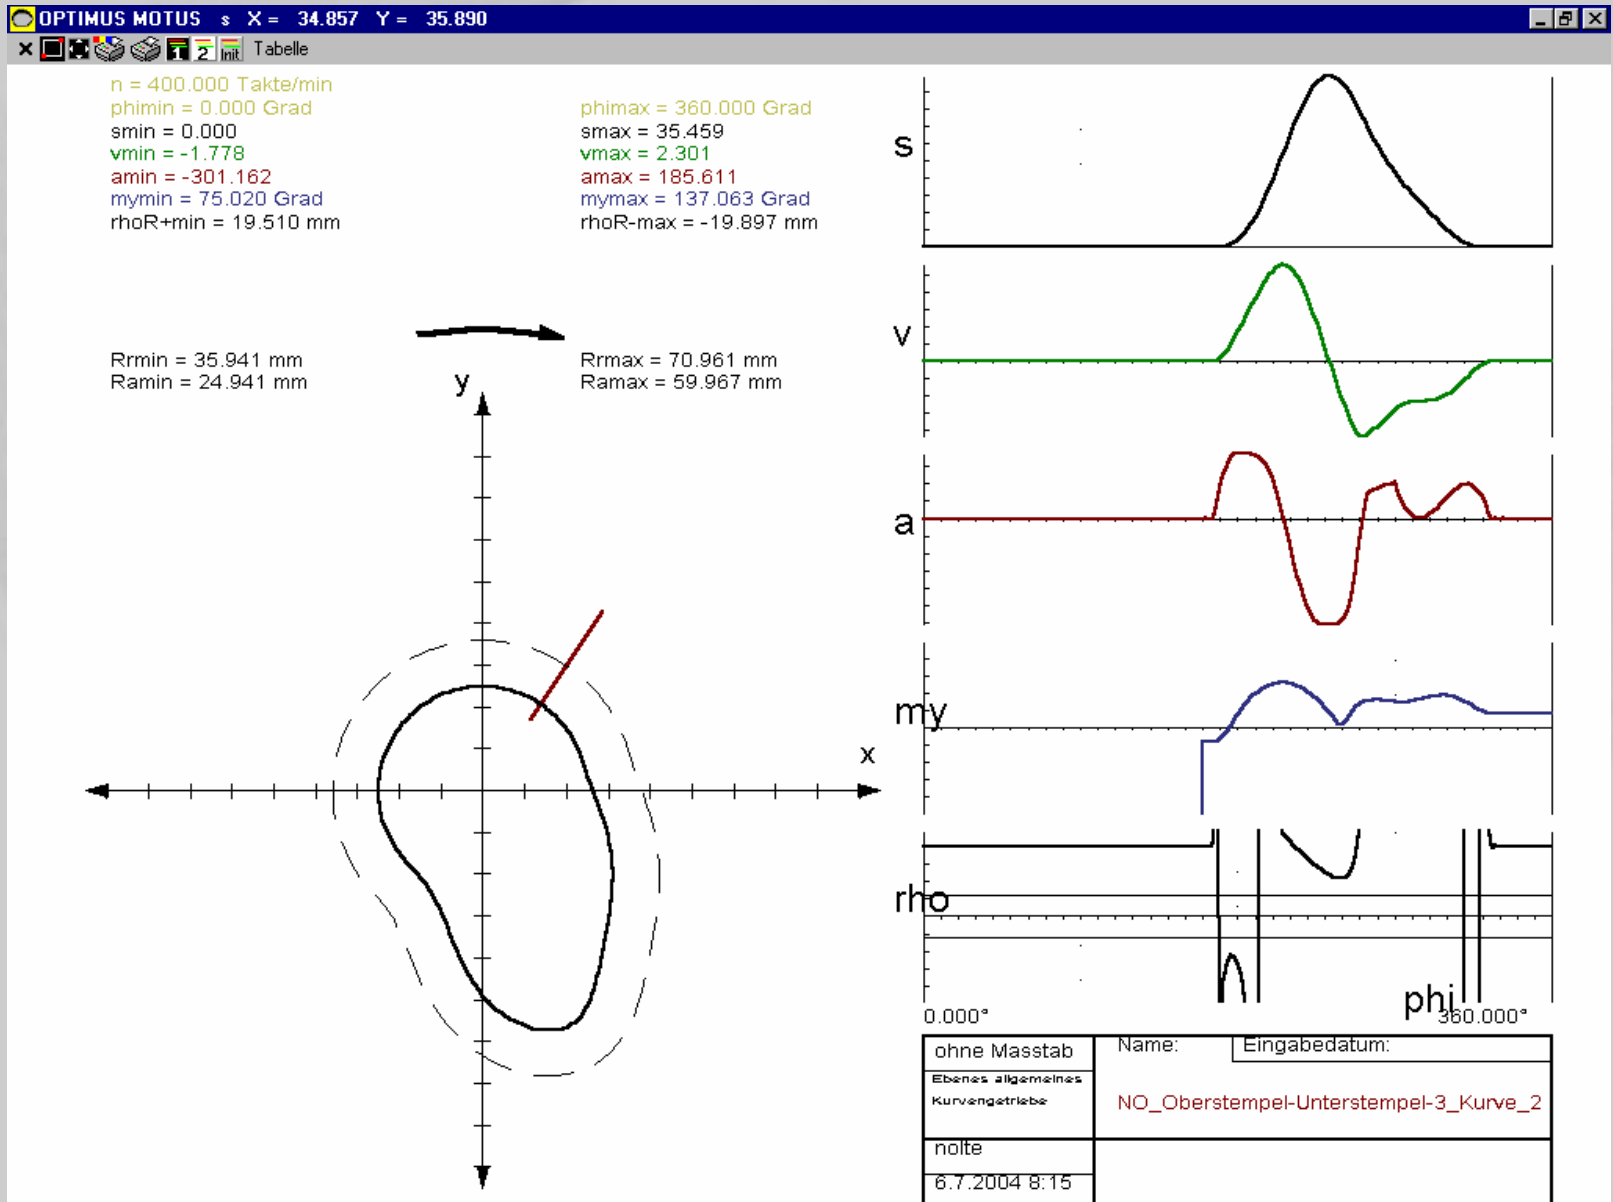 OPTIMUS MOTUS s X = 34.857 Y = 35.890
1 2 Init Tabelle
n = 400.000 Takte/min
phimin = 0.000 Grad phimax = 360.000 Grad
smin = 0.000 smax = 35.459
vmin = -1.778 vmax = 2.301
amin = -301.162 amax = 185.611
mymin = 75.020 Grad mymax = 137.063 Grad
rhoR+min = 19.510 mm rhoR-max = -19.897 mm
Rrmin = 35.941 mm Rrmax = 70.961 mm
Ramin = 24.941 mm Ramax = 59.967 mm
y
x
s
v
a
my
rho
phi
0.000° 360.000°
ohne Masstab
Ebenes allgemeines
Kurvengetriebe
Name: Eingabedatum:
NO_Oberstempel-Unterstempel-3_Kurve_2
nolte
6.7.2004 8:15